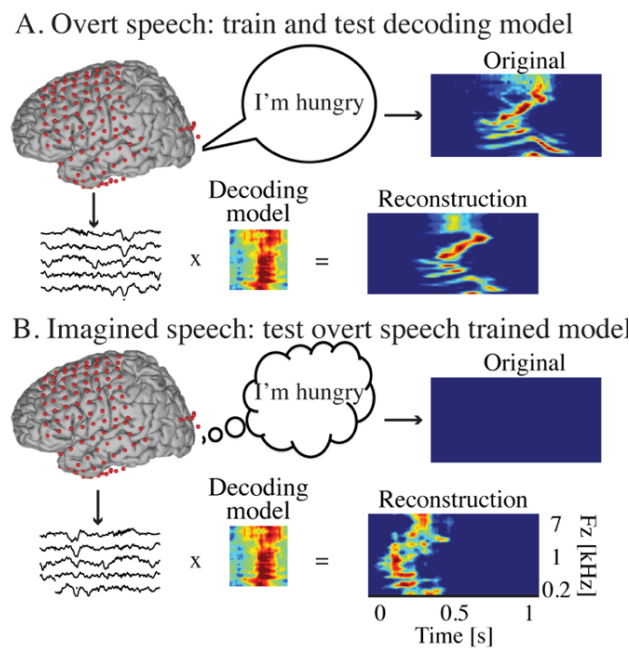 A. Overt speech: train and test decoding model
Original
I'm hungry
Decoding
model
Reconstruction
x
=
B. Imagined speech: test overt speech trained model
Original
I'm hungry
Decoding
model
Reconstruction
x
=
7
1
0.2
Fz [kHz]
0
0.5
1
Time [s]